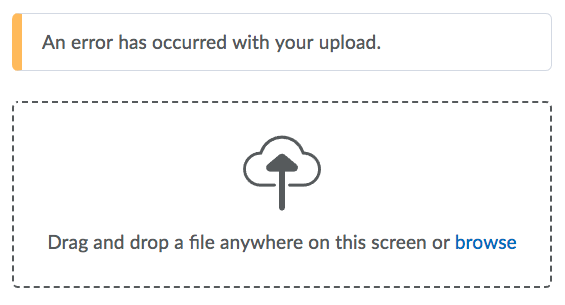 An error has occurred with your upload.
Drag and drop a file anywhere on this screen or browse